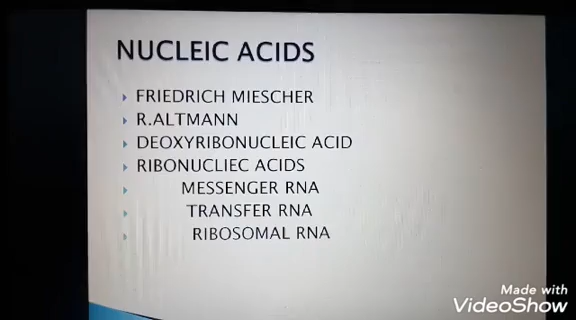 NUCLEIC ACIDS
FRIEDRICH MIESCHER
R.ALTMANN
DEOXYRIBONUCLEIC ACID
RIBONUCLIEC ACIDS
MESSENGER RNA
TRANSFER RNA
RIBOSOMAL RNA
Made with
VideoShow